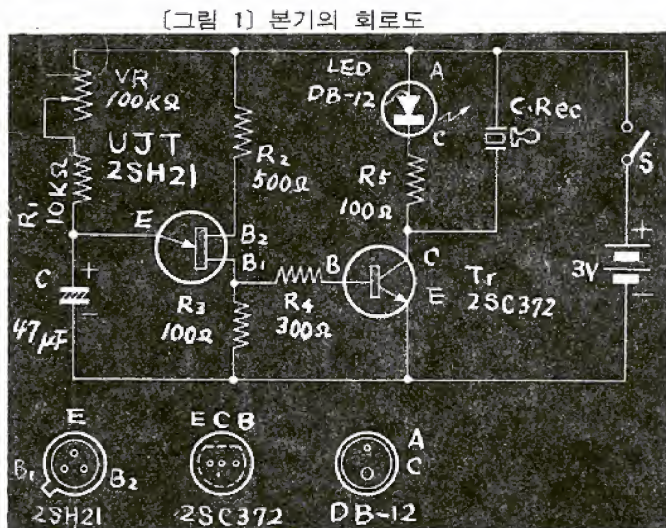 〔그림 1〕 본기의 회로도
VR
100KΩ
UJT
2SH21
R1
10KΩ
E
B2
B1
C
+
-
47μF
R2
500Ω
R3
100Ω
R4
300Ω
LED
DB-12
A
C
R5
100Ω
C.Rec
B
C
E
Tr
2SC372
S
+
3V
-
E
B1
B2
2SH21
E C B
2SC372
A
C
DB-12